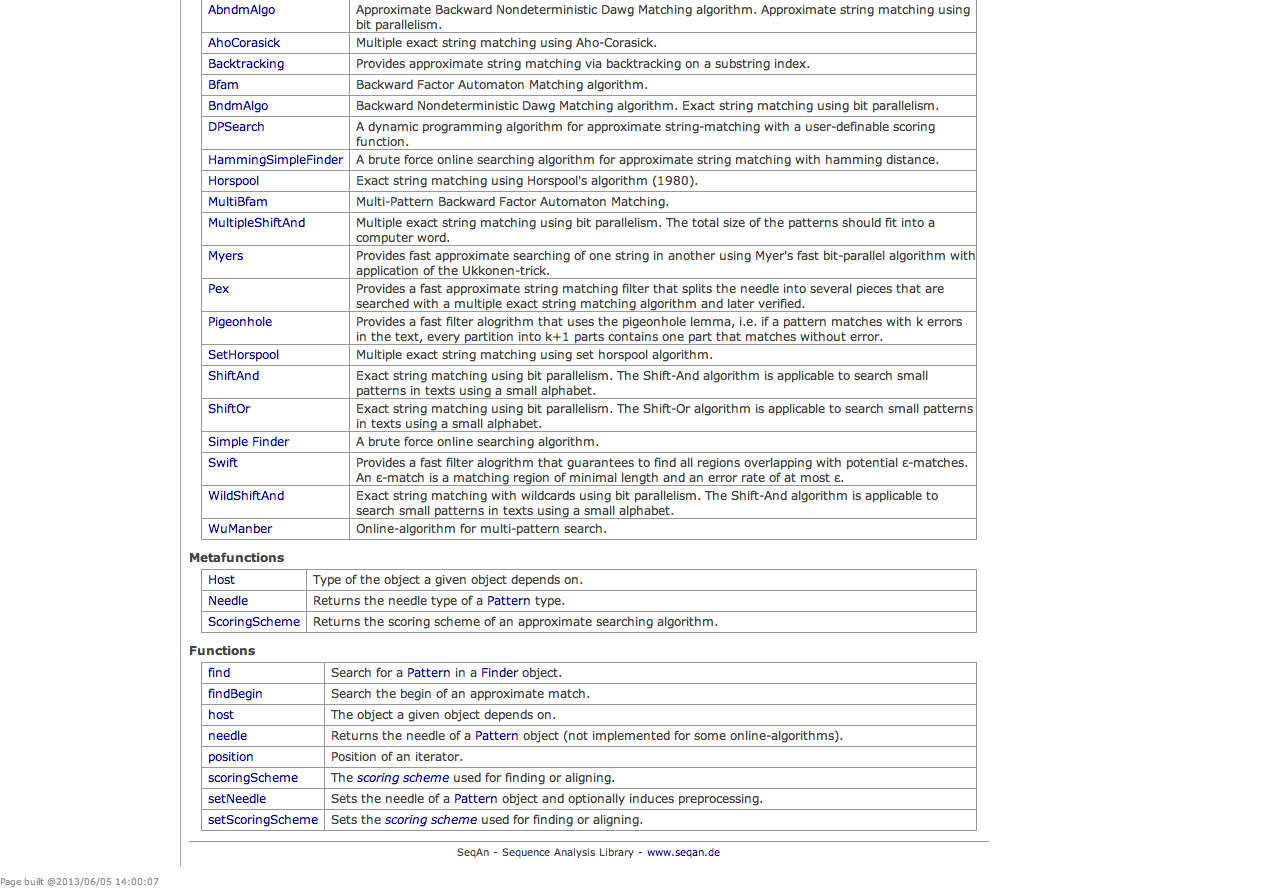 AbndmAlgo Approximate Backward Nondeterministic Dawg Matching algorithm. Approximate string matching using
bit parallelism.
AhoCorasick Multiple exact string matching using Aho-Corasick.
Backtracking Provides approximate string matching via backtracking on a substring index.
Bfam Backward Factor Automaton Matching algorithm.
BndmAlgo Backward Nondeterministic Dawg Matching algorithm. Exact string matching using bit parallelism.
DPSearch A dynamic programming algorithm for approximate string-matching with a user-definable scoring
function.
HammingSimpleFinder A brute force online searching algorithm for approximate string matching with hamming distance.
Horspool Exact string matching using Horspool's algorithm (1980).
MultiBfam Multi-Pattern Backward Factor Automaton Matching.
MultipleShiftAnd Multiple exact string matching using bit parallelism. The total size of the patterns should fit into a
computer word.
Myers Provides fast approximate searching of one string in another using Myer's fast bit-parallel algorithm with
application of the Ukkonen-trick.
Pex Provides a fast approximate string matching filter that splits the needle into several pieces that are
searched with a multiple exact string matching algorithm and later verified.
Pigeonhole Provides a fast filter alogrithm that uses the pigeonhole lemma, i.e. if a pattern matches with k errors
in the text, every partition into k+1 parts contains one part that matches without error.
SetHorspool Multiple exact string matching using set horspool algorithm.
ShiftAnd Exact string matching using bit parallelism. The Shift-And algorithm is applicable to search small
patterns in texts using a small alphabet.
ShiftOr Exact string matching using bit parallelism. The Shift-Or algorithm is applicable to search small patterns
in texts using a small alphabet.
Simple Finder A brute force online searching algorithm.
Swift Provides a fast filter alogrithm that guarantees to find all regions overlapping with potential ε-matches.
An ε-match is a matching region of minimal length and an error rate of at most ε.
WildShiftAnd Exact string matching with wildcards using bit parallelism. The Shift-And algorithm is applicable to
search small patterns in texts using a small alphabet.
WuManber Online-algorithm for multi-pattern search.
Metafunctions
Host Type of the object a given object depends on.
Needle Returns the needle type of a Pattern type.
ScoringScheme Returns the scoring scheme of an approximate searching algorithm.
Functions
find Search for a Pattern in a Finder object.
findBegin Search the begin of an approximate match.
host The object a given object depends on.
needle Returns the needle of a Pattern object (not implemented for some online-algorithms).
position Position of an iterator.
scoringScheme The scoring scheme used for finding or aligning.
setNeedle Sets the needle of a Pattern object and optionally induces preprocessing.
setScoringScheme Sets the scoring scheme used for finding or aligning.
SeqAn - Sequence Analysis Library - www.seqan.de
Page built @2013/06/05 14:00:07